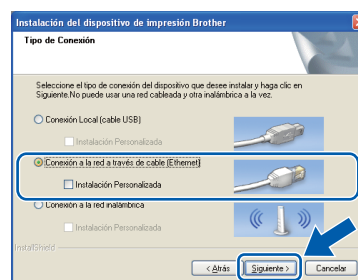 Instalación del dispositivo de impresión Brother
Tipo de Conexión
Seleccione el tipo de conexión del dispositivo que desee instalar y haga clic en
Siguiente.No puede usar una red cableada y otra inalámbrica a la vez.
Conexión Local (cable USB)
Instalación Personalizada
Conexión a la red a través de cable (Ethernet)
Instalación Personalizada
Conexión a la red inalámbrica
Instalación Personalizada
InstallShield
< Atrás Siguiente > Cancelar